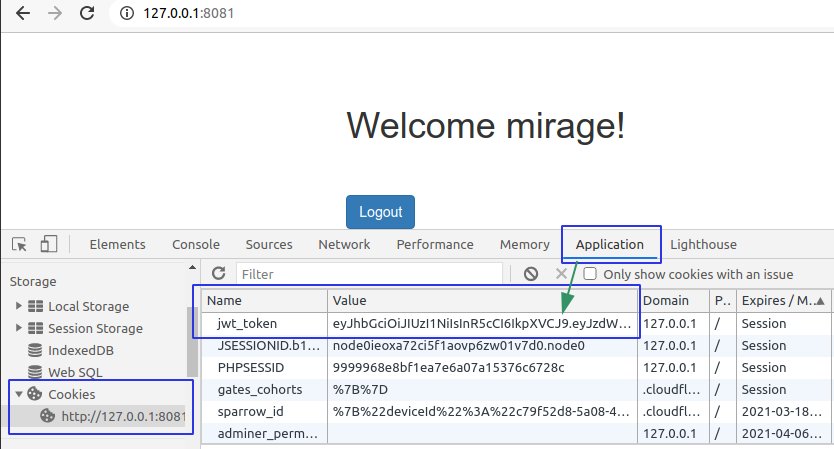 127.0.0.1:8081
Welcome mirage!
Logout
Elements Console Sources Network Performance Memory Application Lighthouse
Storage
Filter
Only show cookies with an issue
Local Storage
Session Storage
IndexedDB
Web SQL
Cookies
http://127.0.0.1:8081
Name Value Domain P.. Expires / M...
jwt_token eyJhbGciOiJIUzI1NiIsInR5cCI6IkpXVCJ9.eyJzdW... 127.0.0.1 / Session
JSESSIONID.b1... node0ieoxa72ci5f1aovp6zw01v7d0.node0 127.0.0.1 / Session
PHPSESSID 9999968e8bf1ea7e6a07a15376c6728c 127.0.0.1 / Session
gates_cohorts %7B%7D .cloudfl... / Session
sparrow_id %7B%22deviceId%22%3A%22c79f52d8-5a08-4... .cloudfl... / 2021-03-18...
adminer_perm... 127.0.0.1 / 2021-04-06...